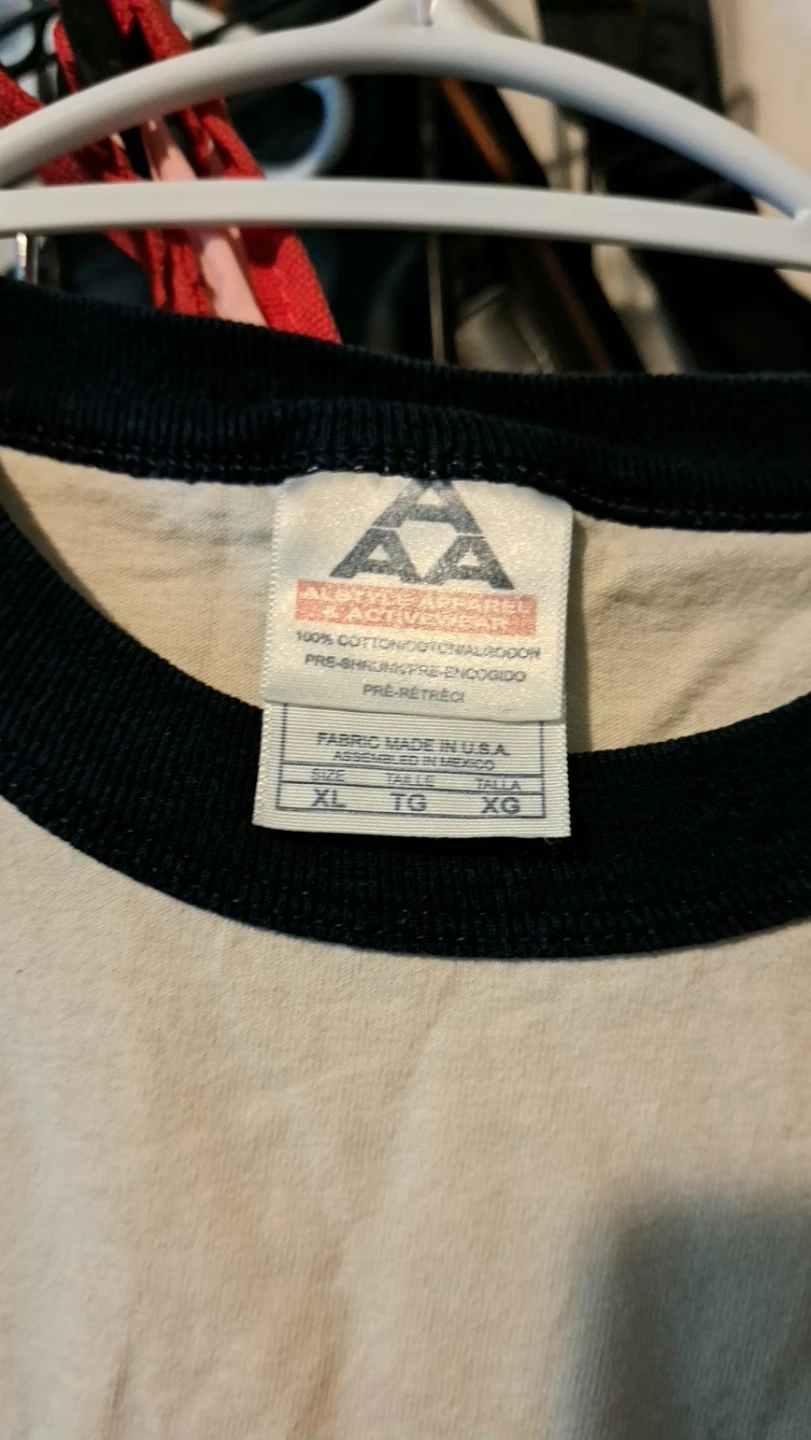 A
AA
ALSTYLE APPAREL
& ACTIVEWEAR
100% COTTON/COTON/ALGODON
PRE-SHRUNK/PRE-ENCOGIDO
PRÉ-RÉTRÉCI
FABRIC MADE IN U.S.A.
ASSEMBLED IN MEXICO
SIZE TAILLE TALLA
XL TG XG